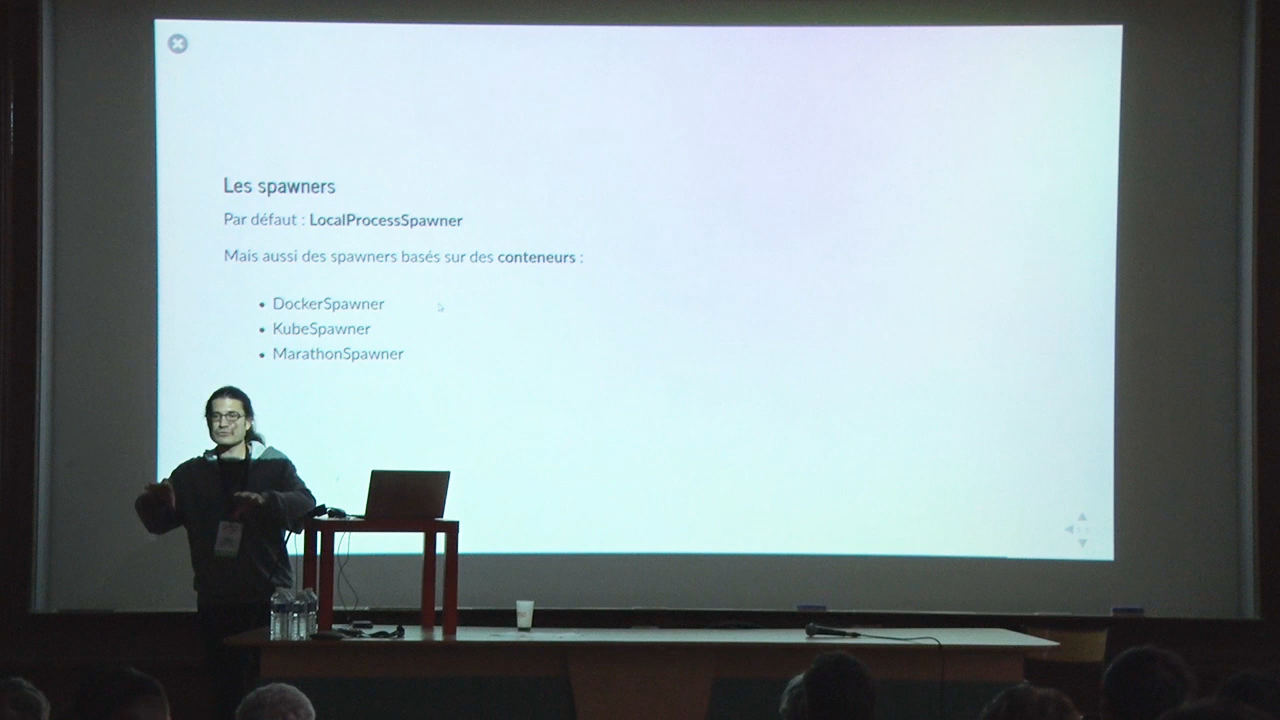 Les spawners
Par défaut : LocalProcessSpawner
Mais aussi des spawners basés sur des conteneurs :
• DockerSpawner
• KubeSpawner
• MarathonSpawner